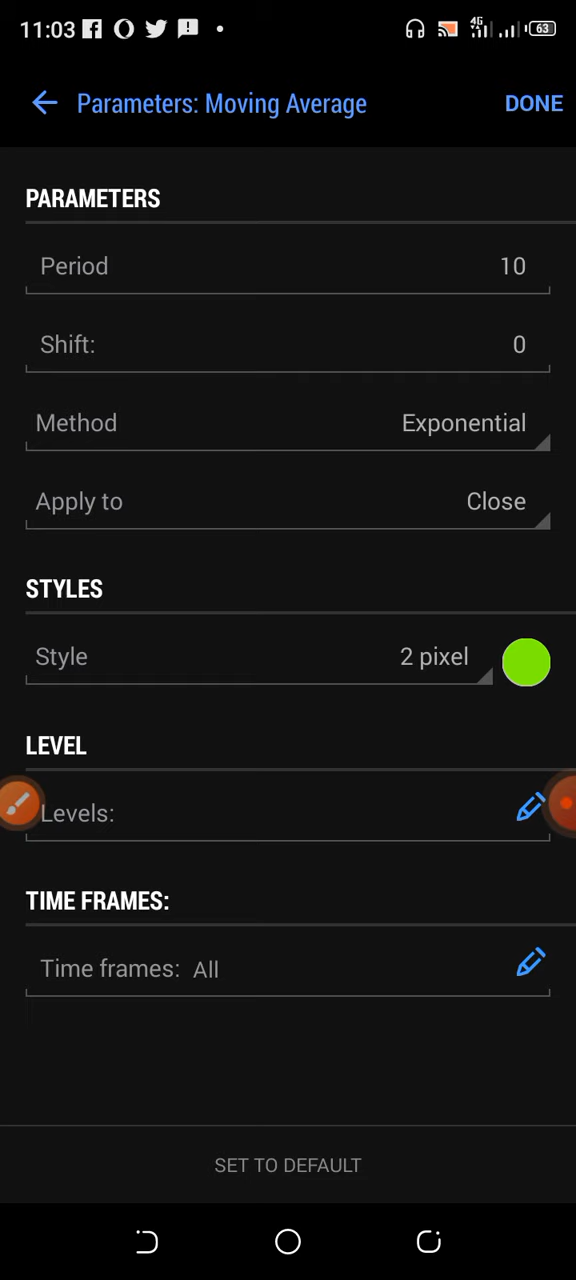 11:03 4G 63
Parameters: Moving Average DONE
PARAMETERS
Period 10
Shift: 0
Method Exponential
Apply to Close
STYLES
Style 2 pixel
LEVEL
Levels:
TIME FRAMES:
Time frames: All
SET TO DEFAULT